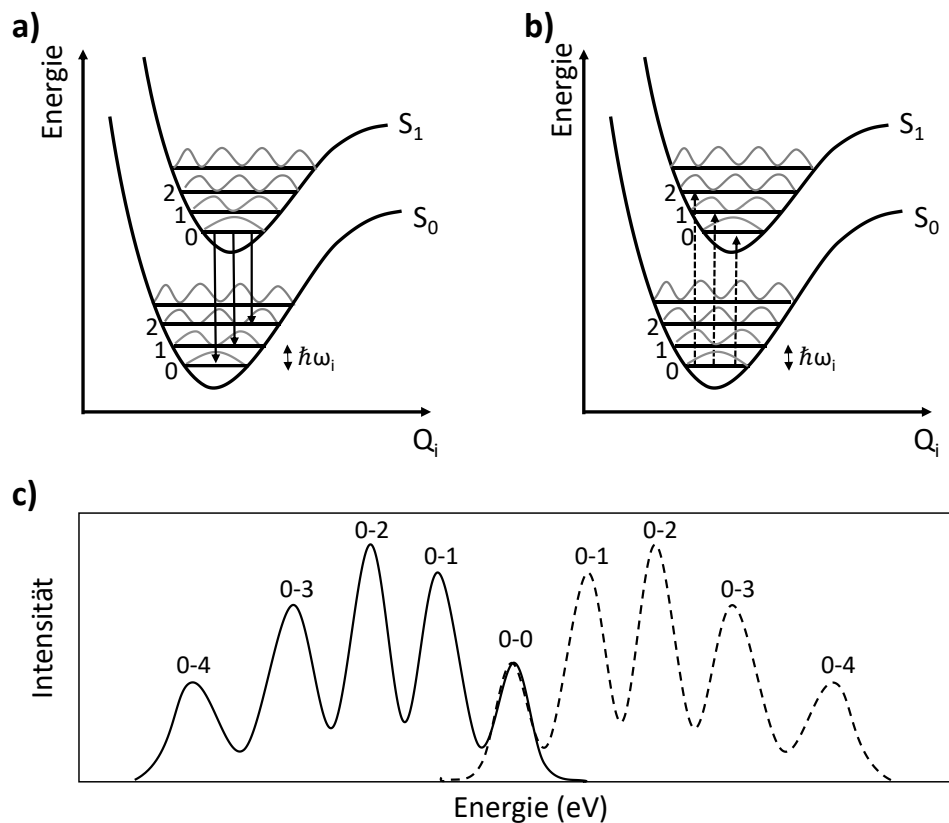 a)
Energie
S₁
S₀
2
1
0
2
1
0
ℏωᵢ
Qᵢ
b)
Energie
S₁
S₀
2
1
0
2
1
0
ℏωᵢ
Qᵢ
c)
Intensität
0-4
0-3
0-2
0-1
0-0
0-1
0-2
0-3
0-4
Energie (eV)